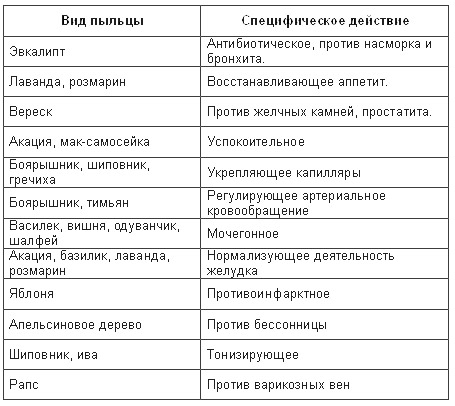 Вид пыльцы
Специфическое действие
Эвкалипт
Антибиотическое, против насморка и
бронхита.
Лаванда, розмарин
Восстанавливающее аппетит.
Вереск
Против желчных камней, простатита.
Акация, мак-самосейка
Успокоительное
Боярышник, шиповник,
гречиха
Укрепляющее капилляры
Боярышник, тимьян
Регулирующее артериальное
кровообращение
Василек, вишня, одуванчик,
шалфей
Мочегонное
Акация, базилик, лаванда,
розмарин
Нормализующее деятельность
желудка
Яблоня
Противоинфарктное
Апельсиновое дерево
Против бессонницы
Шиповник, ива
Тонизирующее
Рапс
Против варикозных вен